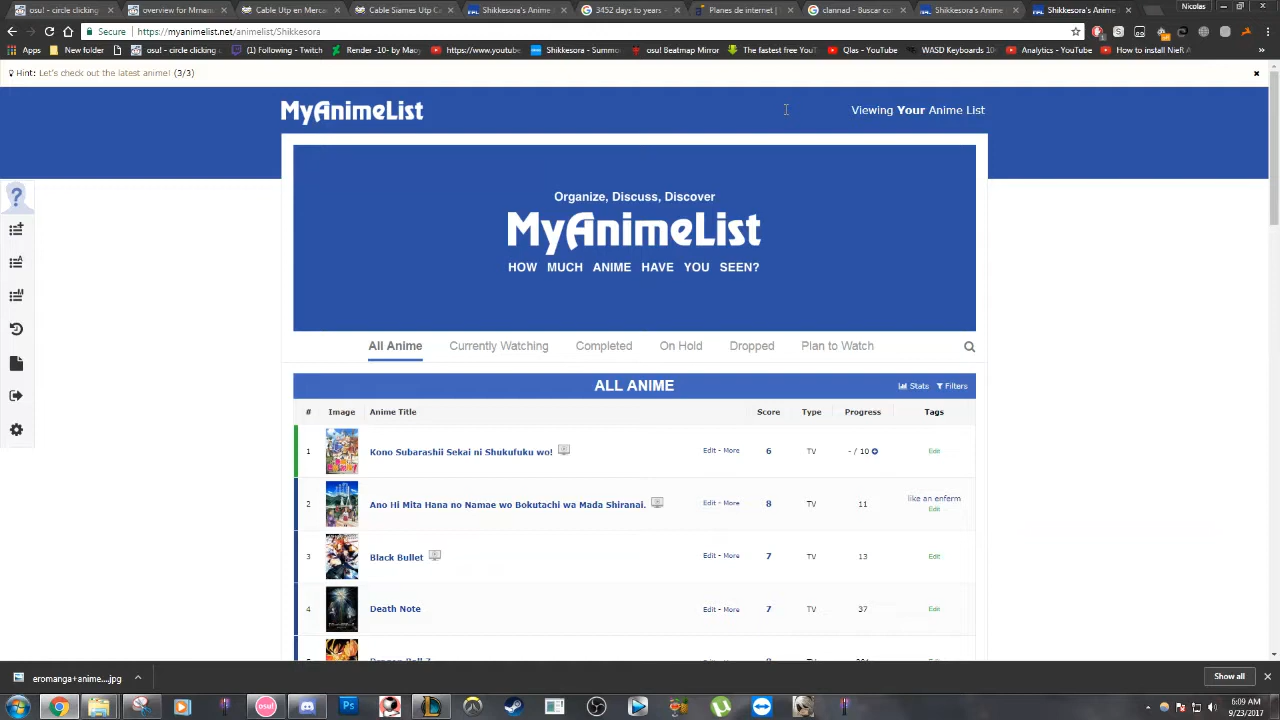 osu! - circle clicking
overview for Mmano
Cable Utp En Mercado
Antenas Cpe - Compu
Shikkesora's Anime
3452 days to years -
Planes de internet |
clannad - Buscar con
Shikkesora's Anime
Shikkesora's Anime
Nicolas
Secure | https://myanimelist.net/animelist/Shikkesora
Apps New folder osu! - circle clicking (1) Following - Twitch Render -10- by Maoy https://www.youtube Shikkesora - Summo osu! Beatmap Mirror The fastest free YouT Qlas - YouTube WASD Keyboards 104 Analytics - YouTube How to install NieR A
Hint: Let's check out the latest anime! (3/3)
MyAnimeList
Viewing Your Anime List
Organize, Discuss, Discover
MyAnimeList
HOW MUCH ANIME HAVE YOU SEEN?
All Anime Currently Watching Completed On Hold Dropped Plan to Watch
ALL ANIME
Stats Filters
# Image Anime Title Score Type Progress Tags
1 Kono Subarashii Sekai ni Shukufuku wo! Edit - More 6 TV - / 10 Edit
like an enferm
2 Ano Hi Mita Hana no Namae wo Bokutachi wa Mada Shiranai. Edit - More 8 TV 11 Edit
3 Black Bullet Edit - More 7 TV 13 Edit
4 Death Note Edit - More 7 TV 37 Edit
eromanga+anime....jpg
Show all
osu!
Ps
6:09 AM
9/23/2017